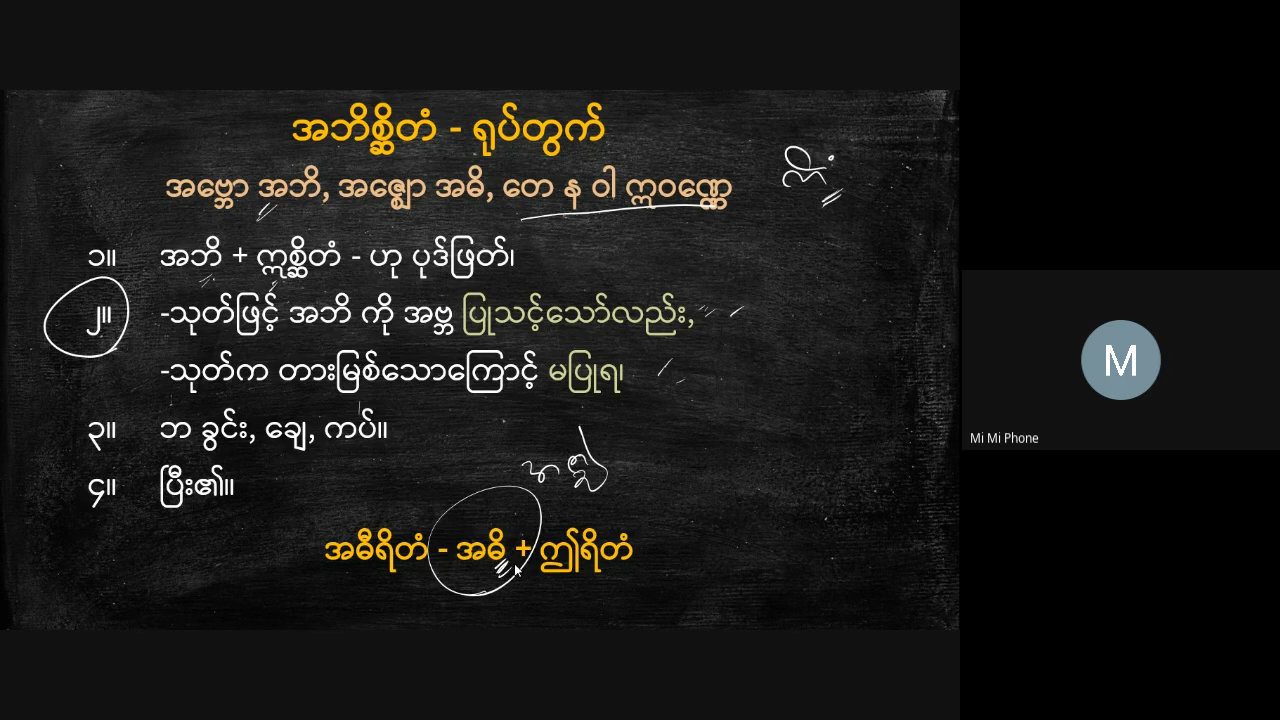 အဘိစ္ဆိတံ - ရုပ်တွက်
အဗ္ဘော အဘိ, အဇ္ဈော အဓိ, တေ န ဝါ ဣဝဏ္ဏေ
၁။ အဘိ + ဣစ္ဆိတံ - ဟု ပုဒ်ဖြတ်၊
၂။ -သုတ်ဖြင့် အဘိ ကို အဗ္ဘ ပြုသင့်သော်လည်း,
-သုတ်က တားမြစ်သောကြောင့် မပြုရ၊
၃။ ဘ ခွင်း, ချေ, ကပ်။
၄။ ပြီး၏။
အဓီရိတံ - အဓိ + ဤရိတံ
M
Mi Mi Phone